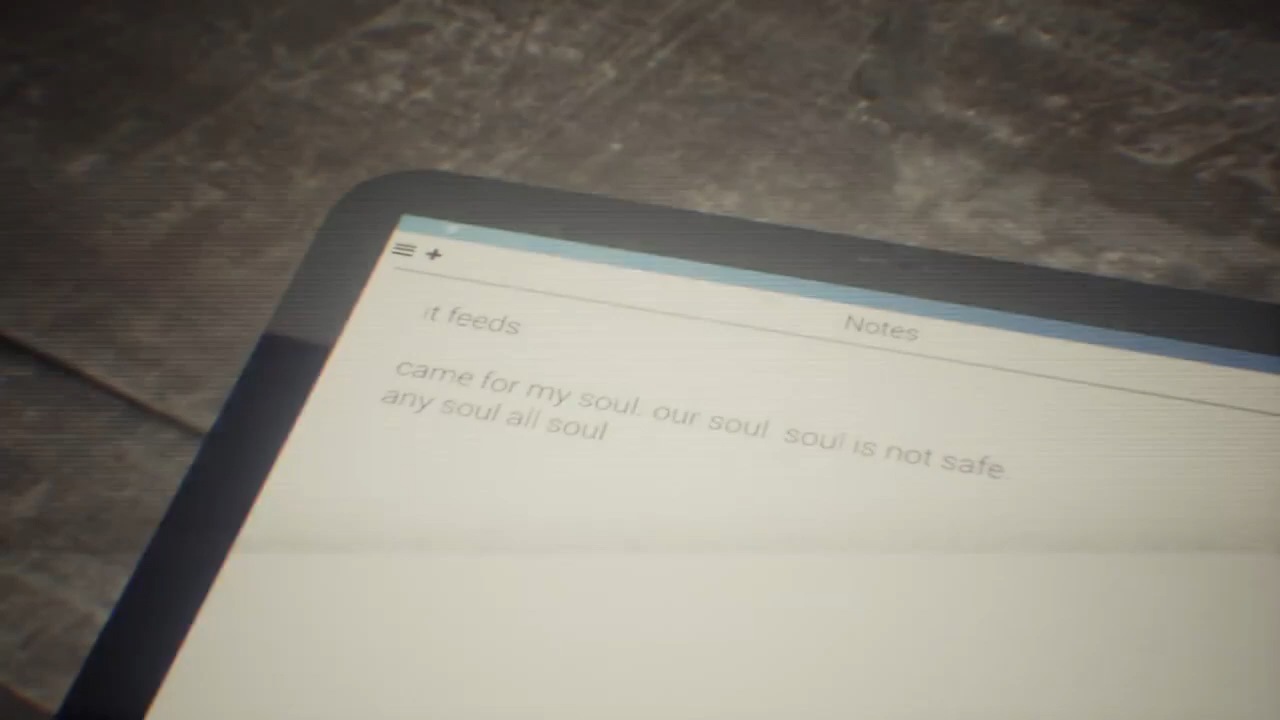 Notes
it feeds
came for my soul. our soul soul is not safe.
any soul all soul